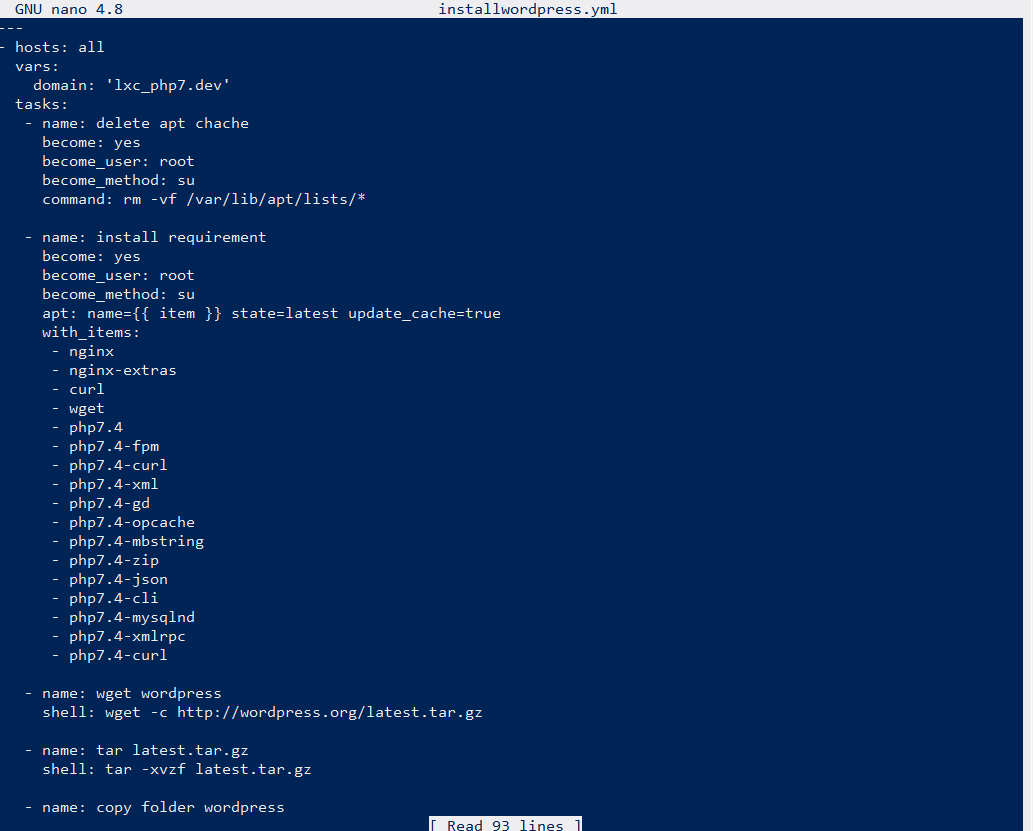 GNU nano 4.8 installwordpress.yml
---
- hosts: all
  vars:
    domain: 'lxc_php7.dev'
  tasks:
   - name: delete apt chache
     become: yes
     become_user: root
     become_method: su
     command: rm -vf /var/lib/apt/lists/*

   - name: install requirement
     become: yes
     become_user: root
     become_method: su
     apt: name={{ item }} state=latest update_cache=true
     with_items:
      - nginx
      - nginx-extras
      - curl
      - wget
      - php7.4
      - php7.4-fpm
      - php7.4-curl
      - php7.4-xml
      - php7.4-gd
      - php7.4-opcache
      - php7.4-mbstring
      - php7.4-zip
      - php7.4-json
      - php7.4-cli
      - php7.4-mysqlnd
      - php7.4-xmlrpc
      - php7.4-curl

   - name: wget wordpress
     shell: wget -c http://wordpress.org/latest.tar.gz

   - name: tar latest.tar.gz
     shell: tar -xvzf latest.tar.gz

   - name: copy folder wordpress
[ Read 93 lines ]